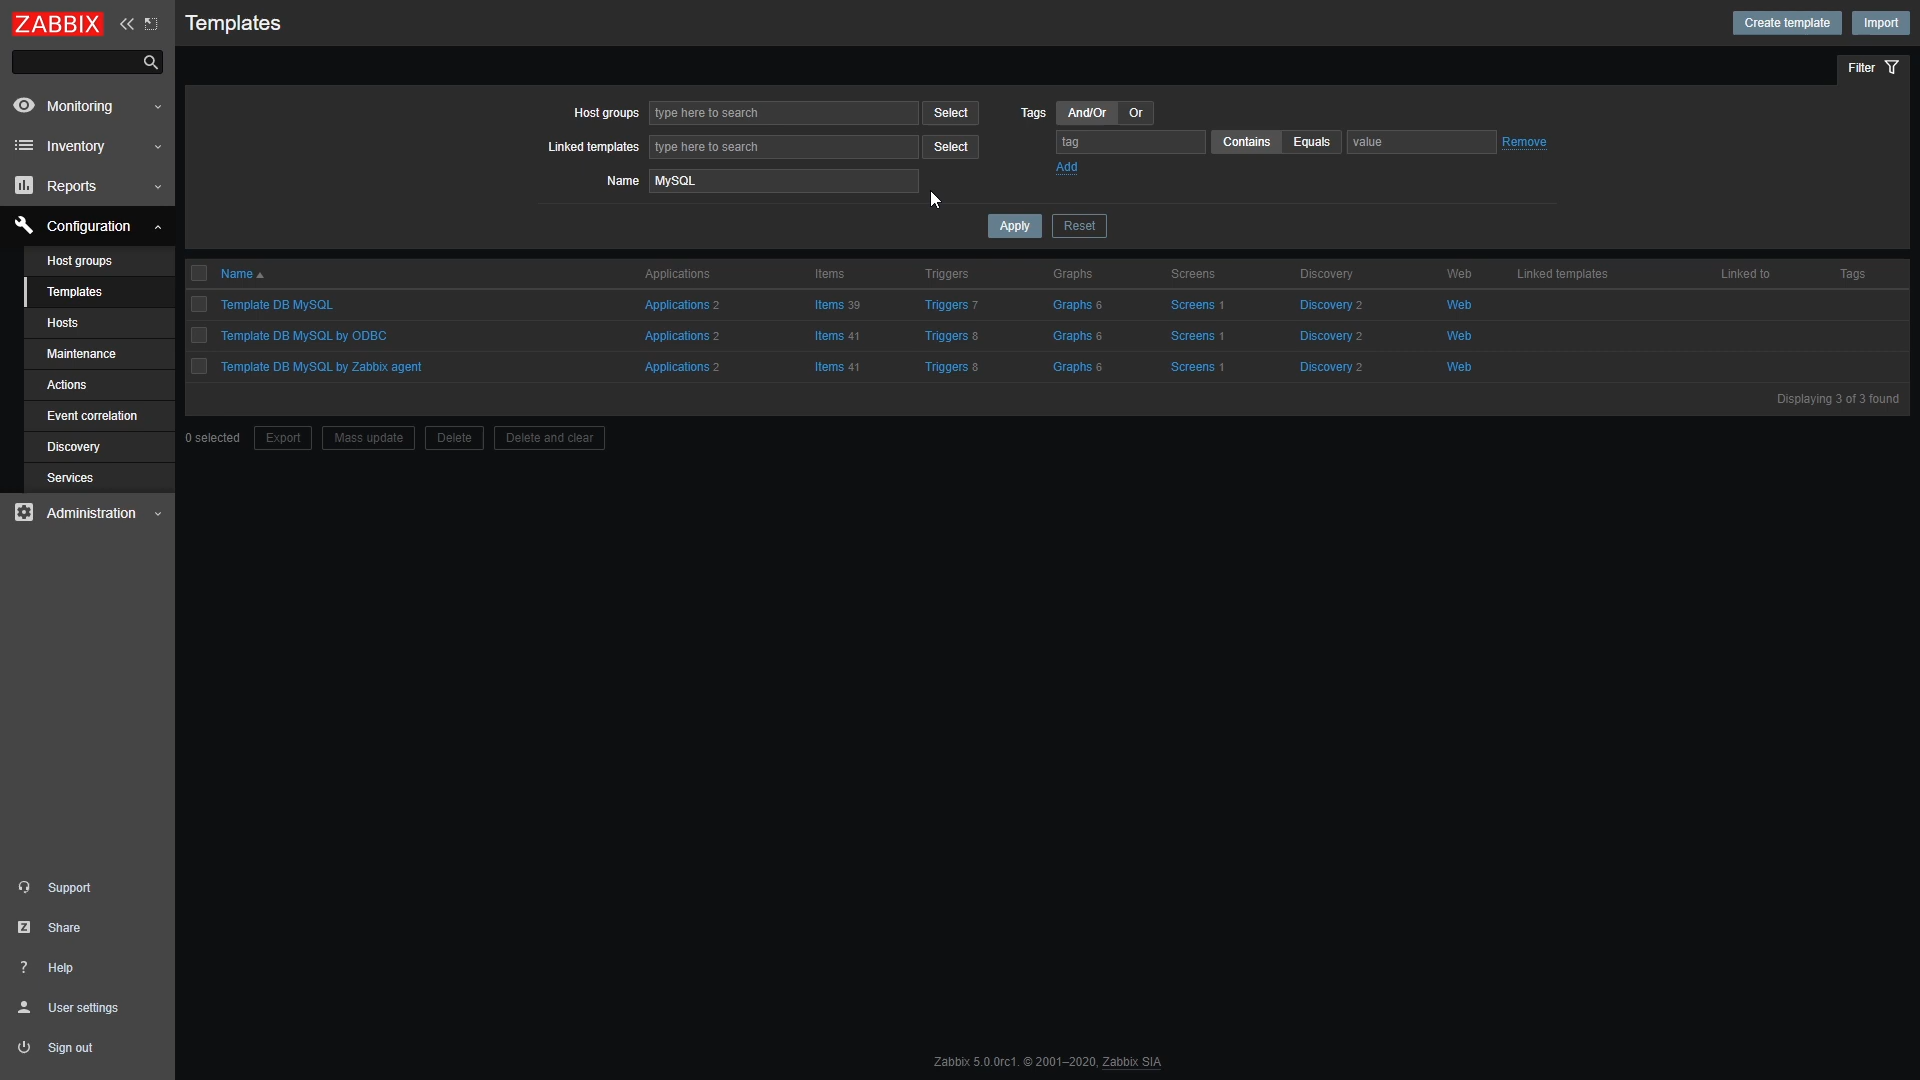 ZABBIX
Templates
Create template
Import
Filter
Monitoring
Inventory
Reports
Configuration
Host groups
Templates
Hosts
Maintenance
Actions
Event correlation
Discovery
Services
Administration
Support
Share
Help
User settings
Sign out
Host groups type here to search Select
Linked templates type here to search Select
Name MySQL
Tags And/Or Or
tag Contains Equals value Remove
Add
Apply Reset
Name Applications Items Triggers Graphs Screens Discovery Web Linked templates Linked to Tags
Template DB MySQL Applications 2 Items 39 Triggers 7 Graphs 6 Screens 1 Discovery 2 Web
Template DB MySQL by ODBC Applications 2 Items 41 Triggers 8 Graphs 6 Screens 1 Discovery 2 Web
Template DB MySQL by Zabbix agent Applications 2 Items 41 Triggers 8 Graphs 6 Screens 1 Discovery 2 Web
Displaying 3 of 3 found
0 selected Export Mass update Delete Delete and clear
Zabbix 5.0.0rc1. © 2001–2020, Zabbix SIA